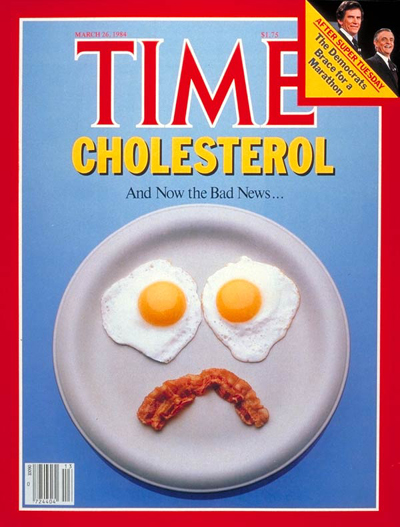 MARCH 26, 1984
$1.75
TIME
AFTER SUPER TUESDAY
The Democrats
Brace for a
Marathon
CHOLESTEROL
And Now the Bad News...
724404